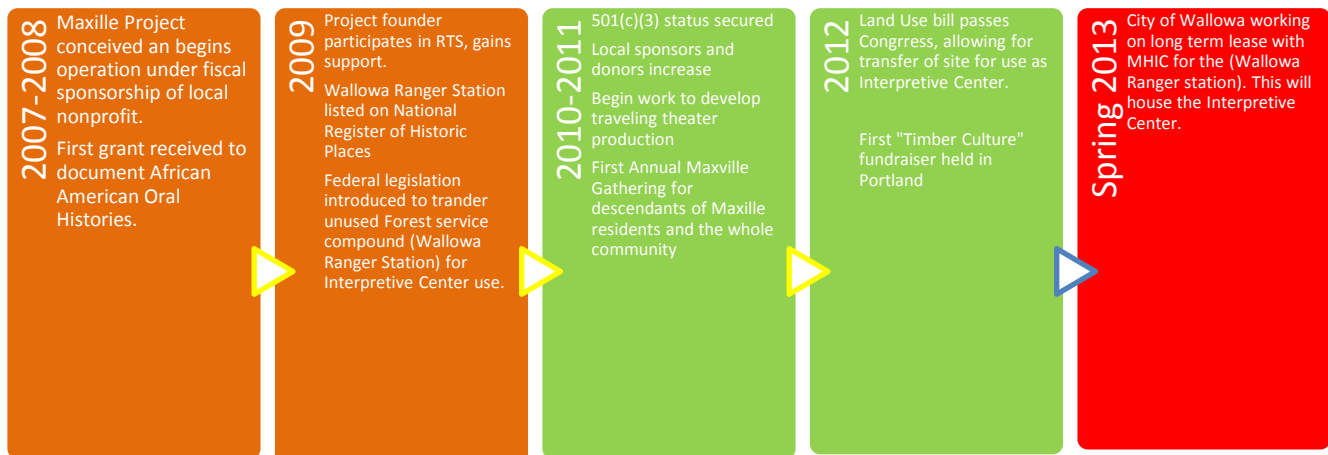 2007-2008
Maxille Project
conceived an begins
operation under fiscal
sponsorship of local
nonprofit.
First grant received to
document African
American Oral
Histories.
2009
Project founder
participates in RTS, gains
support.
Wallowa Ranger Station
listed on National
Register of Historic
Places
Federal legislation
introduced to trander
unused Forest service
compound (Wallowa
Ranger Station) for
Interpretive Center use.
2010-2011
501(c)(3) status secured
Local sponsors and
donors increase
Begin work to develop
traveling theater
production
First Annual Maxville
Gathering for
descendants of Maxille
residents and the whole
community
2012
Land Use bill passes
Congrress, allowing for
transfer of site for use as
Interpretive Center.
First "Timber Culture"
fundraiser held in
Portland
Spring 2013
City of Wallowa working
on long term lease with
MHIC for the (Wallowa
Ranger station). This will
house the Interpretive
Center.